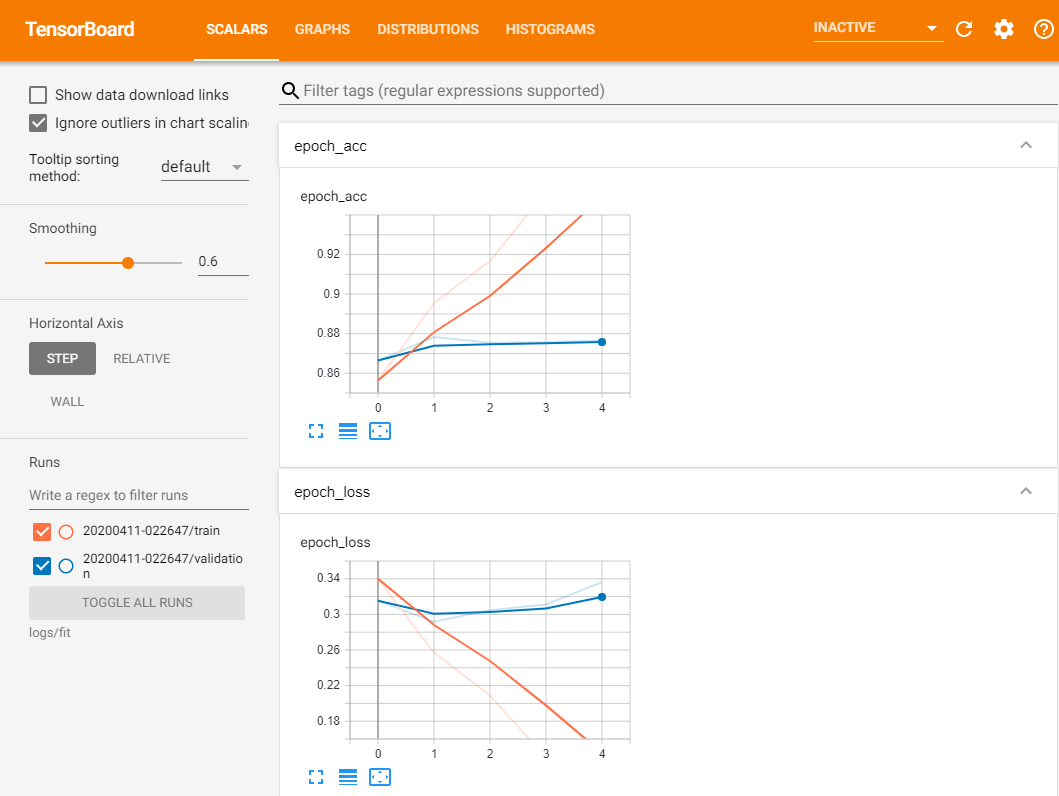 TensorBoard SCALARS GRAPHS DISTRIBUTIONS HISTOGRAMS INACTIVE
Show data download links
Ignore outliers in chart scalin
Tooltip sorting
method:
default
Smoothing
0.6
Horizontal Axis
STEP RELATIVE
WALL
Runs
Write a regex to filter runs
20200411-022647/train
20200411-022647/validatio
n
TOGGLE ALL RUNS
logs/fit
Filter tags (regular expressions supported)
epoch_acc
epoch_acc
0.92
0.9
0.88
0.86
0 1 2 3 4
epoch_loss
epoch_loss
0.34
0.3
0.26
0.22
0.18
0 1 2 3 4